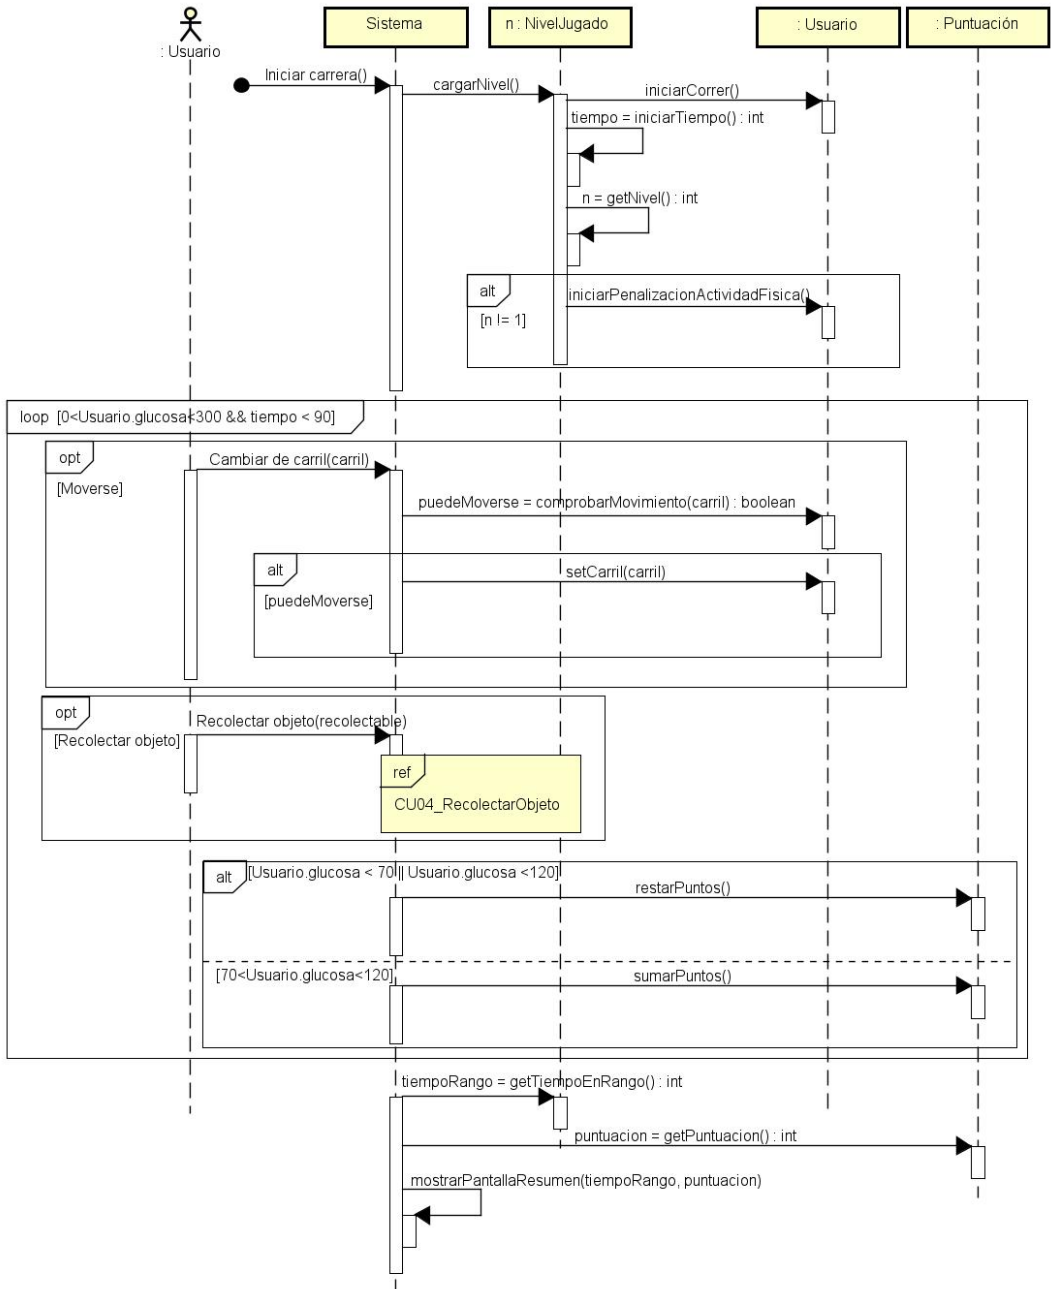 : Usuario
Sistema
n : NivelJugado
: Usuario
: Puntuación
Iniciar carrera()
cargarNivel()
iniciarCorrer()
tiempo = iniciarTiempo() : int
n = getNivel() : int
alt
iniciarPenalizacionActividadFisica()
[n != 1]
loop [0<Usuario.glucosa<300 && tiempo < 90]
opt
Cambiar de carril(carril)
[Moverse]
puedeMoverse = comprobarMovimiento(carril) : boolean
alt
setCarril(carril)
[puedeMoverse]
opt
Recolectar objeto(recolectable)
[Recolectar objeto]
ref
CU04_RecolectarObjeto
alt
[Usuario.glucosa < 70 || Usuario.glucosa <120]
restarPuntos()
[70<Usuario.glucosa<120]
sumarPuntos()
tiempoRango = getTiempoEnRango() : int
puntuacion = getPuntuacion() : int
mostrarPantallaResumen(tiempoRango, puntuacion)